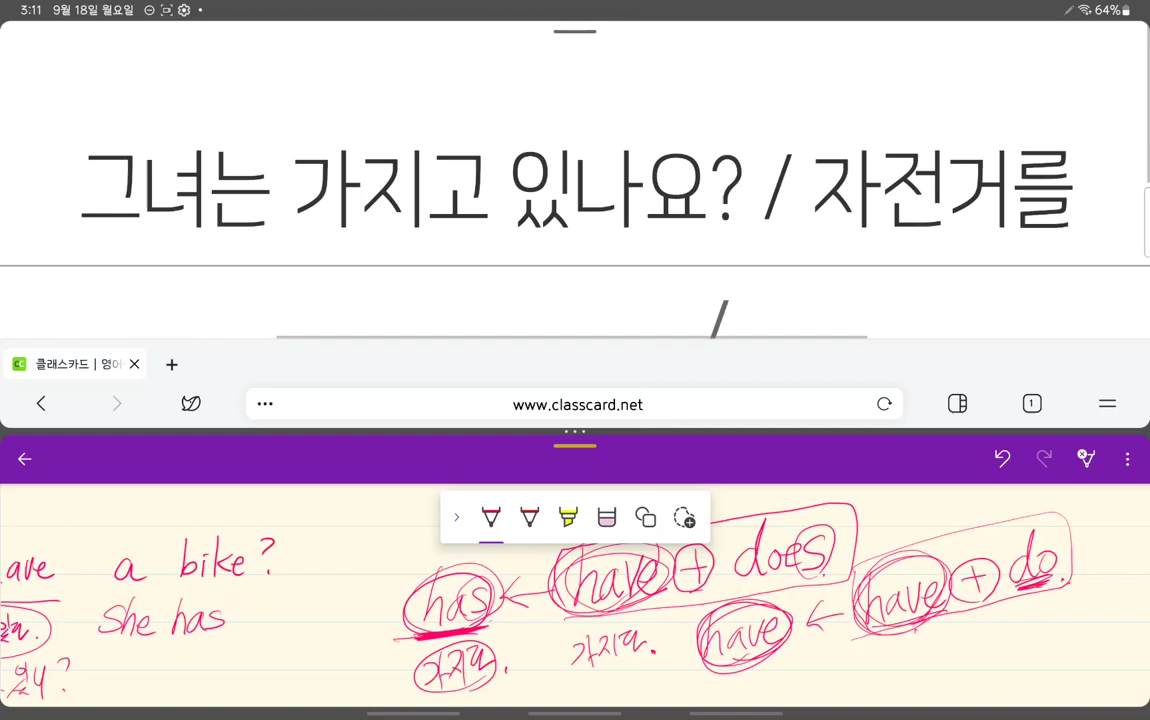 3:11 9월 18일 월요일 64%
그녀는 가지고 있나요? / 자전거를
/
클래스카드 | 영어
www.classcard.net
1
ave a bike? have + does. have + do.
she has has have
가지다. 가지다.
있니?